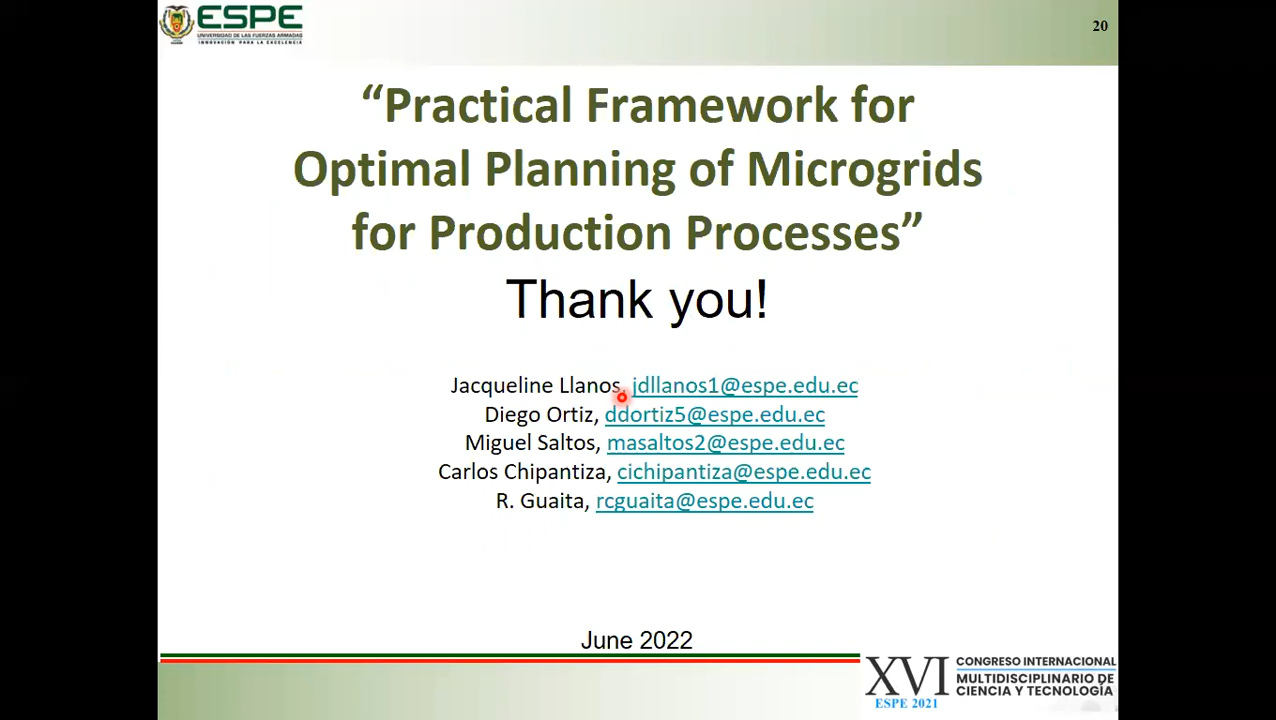 ESPE
UNIVERSIDAD DE LAS FUERZAS ARMADAS
INNOVACIÓN PARA LA EXCELENCIA
20
“Practical Framework for
Optimal Planning of Microgrids
for Production Processes”
Thank you!
Jacqueline Llanos, jdllanos1@espe.edu.ec
Diego Ortiz, ddortiz5@espe.edu.ec
Miguel Saltos, masaltos2@espe.edu.ec
Carlos Chipantiza, cichipantiza@espe.edu.ec
R. Guaita, rcguaita@espe.edu.ec
June 2022
XVI CONGRESO INTERNACIONAL
MULTIDISCIPLINARIO DE
CIENCIA Y TECNOLOGÍA
ESPE 2021